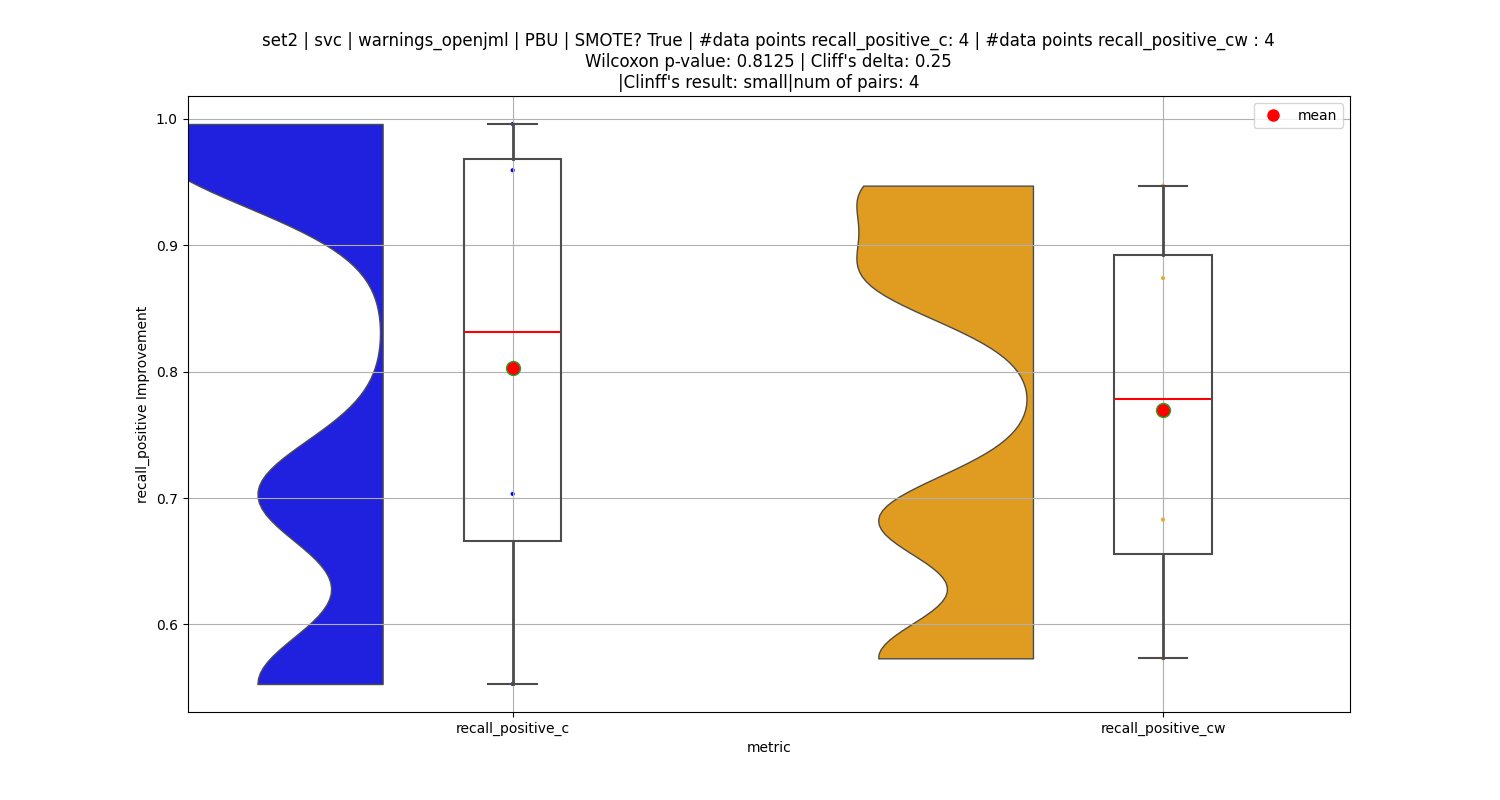 set2 | svc | warnings_openjml | PBU | SMOTE? True | #data points recall_positive_c: 4 | #data points recall_positive_cw : 4
Wilcoxon p-value: 0.8125 | Cliff's delta: 0.25
|Clinff's result: small|num of pairs: 4
mean
1.0
0.9
0.8
0.7
0.6
recall_positive Improvement
recall_positive_c
recall_positive_cw
metric